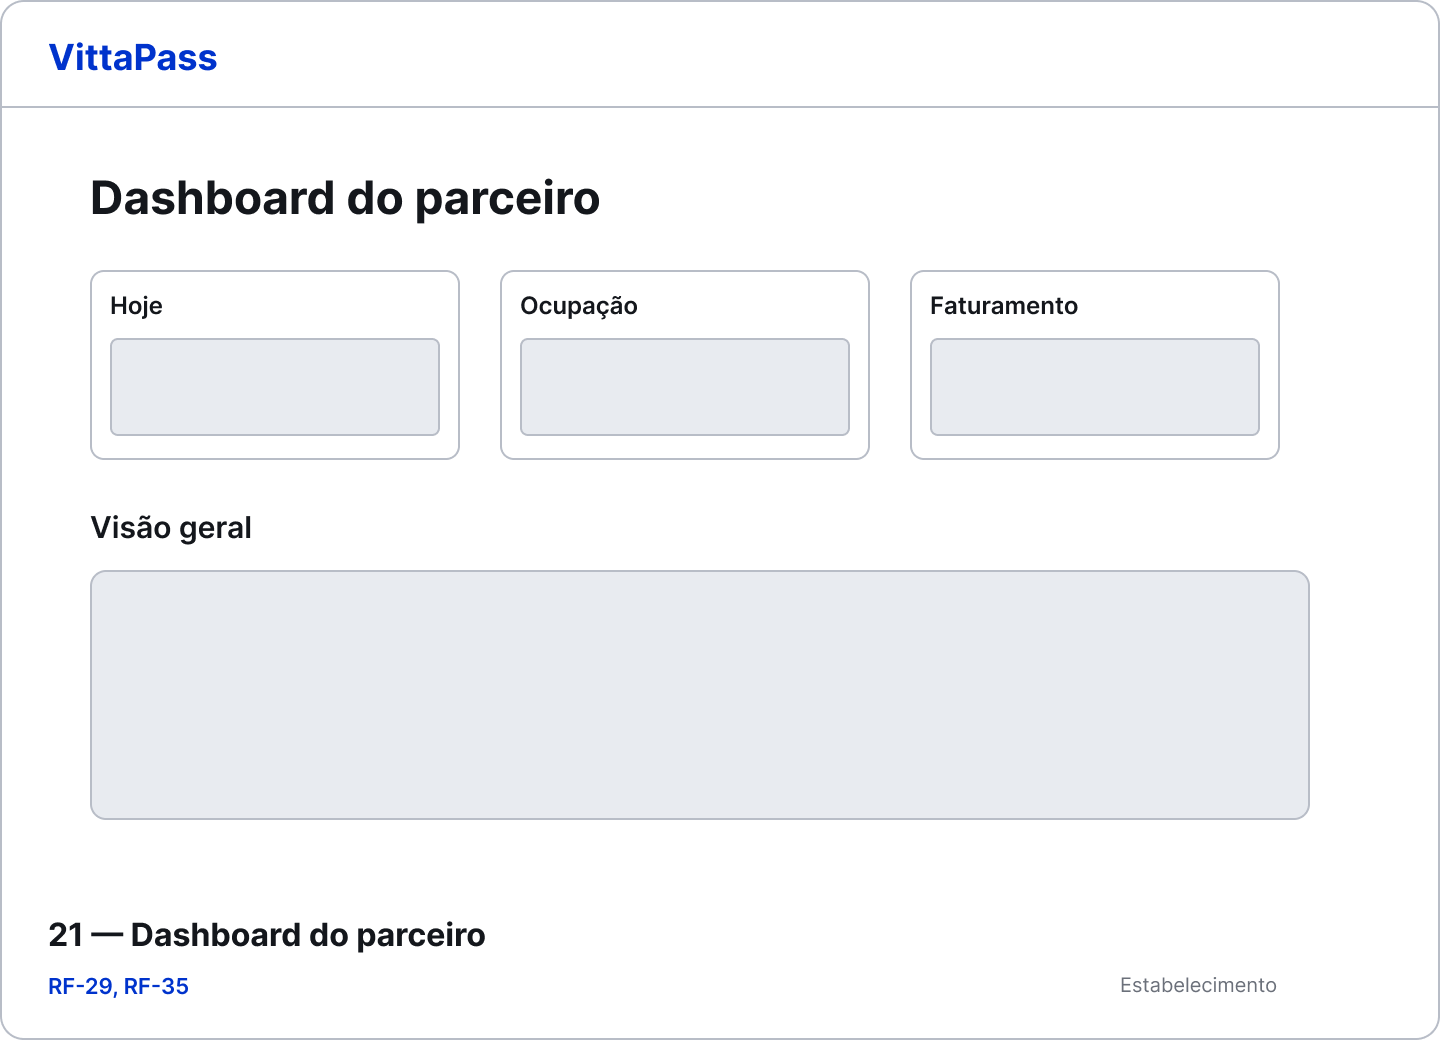 VittaPass
Dashboard do parceiro
Hoje
Ocupação
Faturamento
Visão geral
21 — Dashboard do parceiro
RF-29, RF-35
Estabelecimento